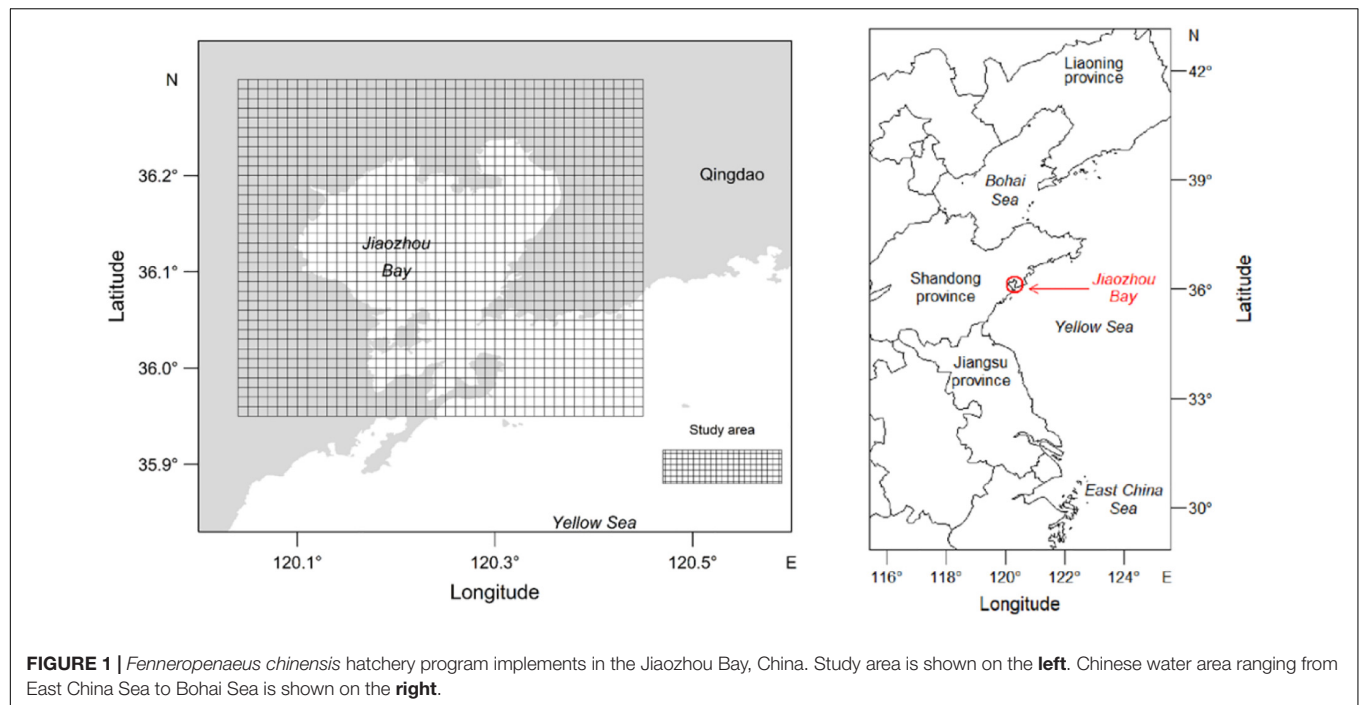 N
36.2°
36.1°
36.0°
35.9°
Latitude
Qingdao
Jiaozhou
Bay
Study area
Yellow Sea
120.1°
120.3°
120.5°
E
Longitude
N
Liaoning
province
42°
Bohai
Sea
39°
Shandong
province
Jiaozhou
Bay
36°
Latitude
Yellow Sea
Jiangsu
province
33°
East China
Sea
30°
116°
118°
120°
122°
124°
E
Longitude
FIGURE 1 | Fenneropenaeus chinensis hatchery program implements in the Jiaozhou Bay, China. Study area is shown on the left. Chinese water area ranging from
East China Sea to Bohai Sea is shown on the right.